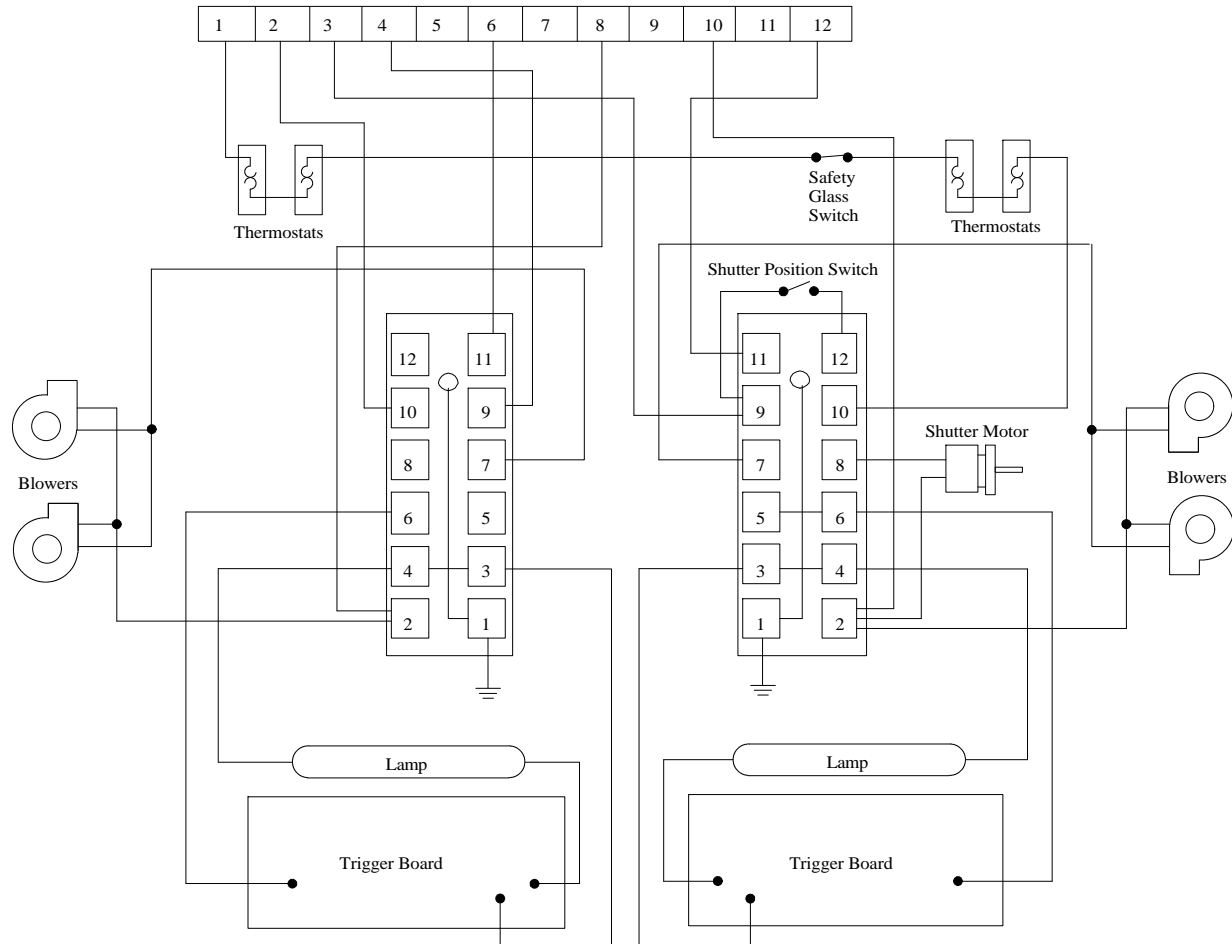 1 2 3 4 5 6 7 8 9 10 11 12
Safety
Glass
Switch
Thermostats
Thermostats
Shutter Position Switch
12 11
10 9
8 7
6 5
4 3
2 1
11 12
9 10
7 8
5 6
3 4
1 2
Shutter Motor
Blowers
Blowers
Lamp
Lamp
Trigger Board
Trigger Board